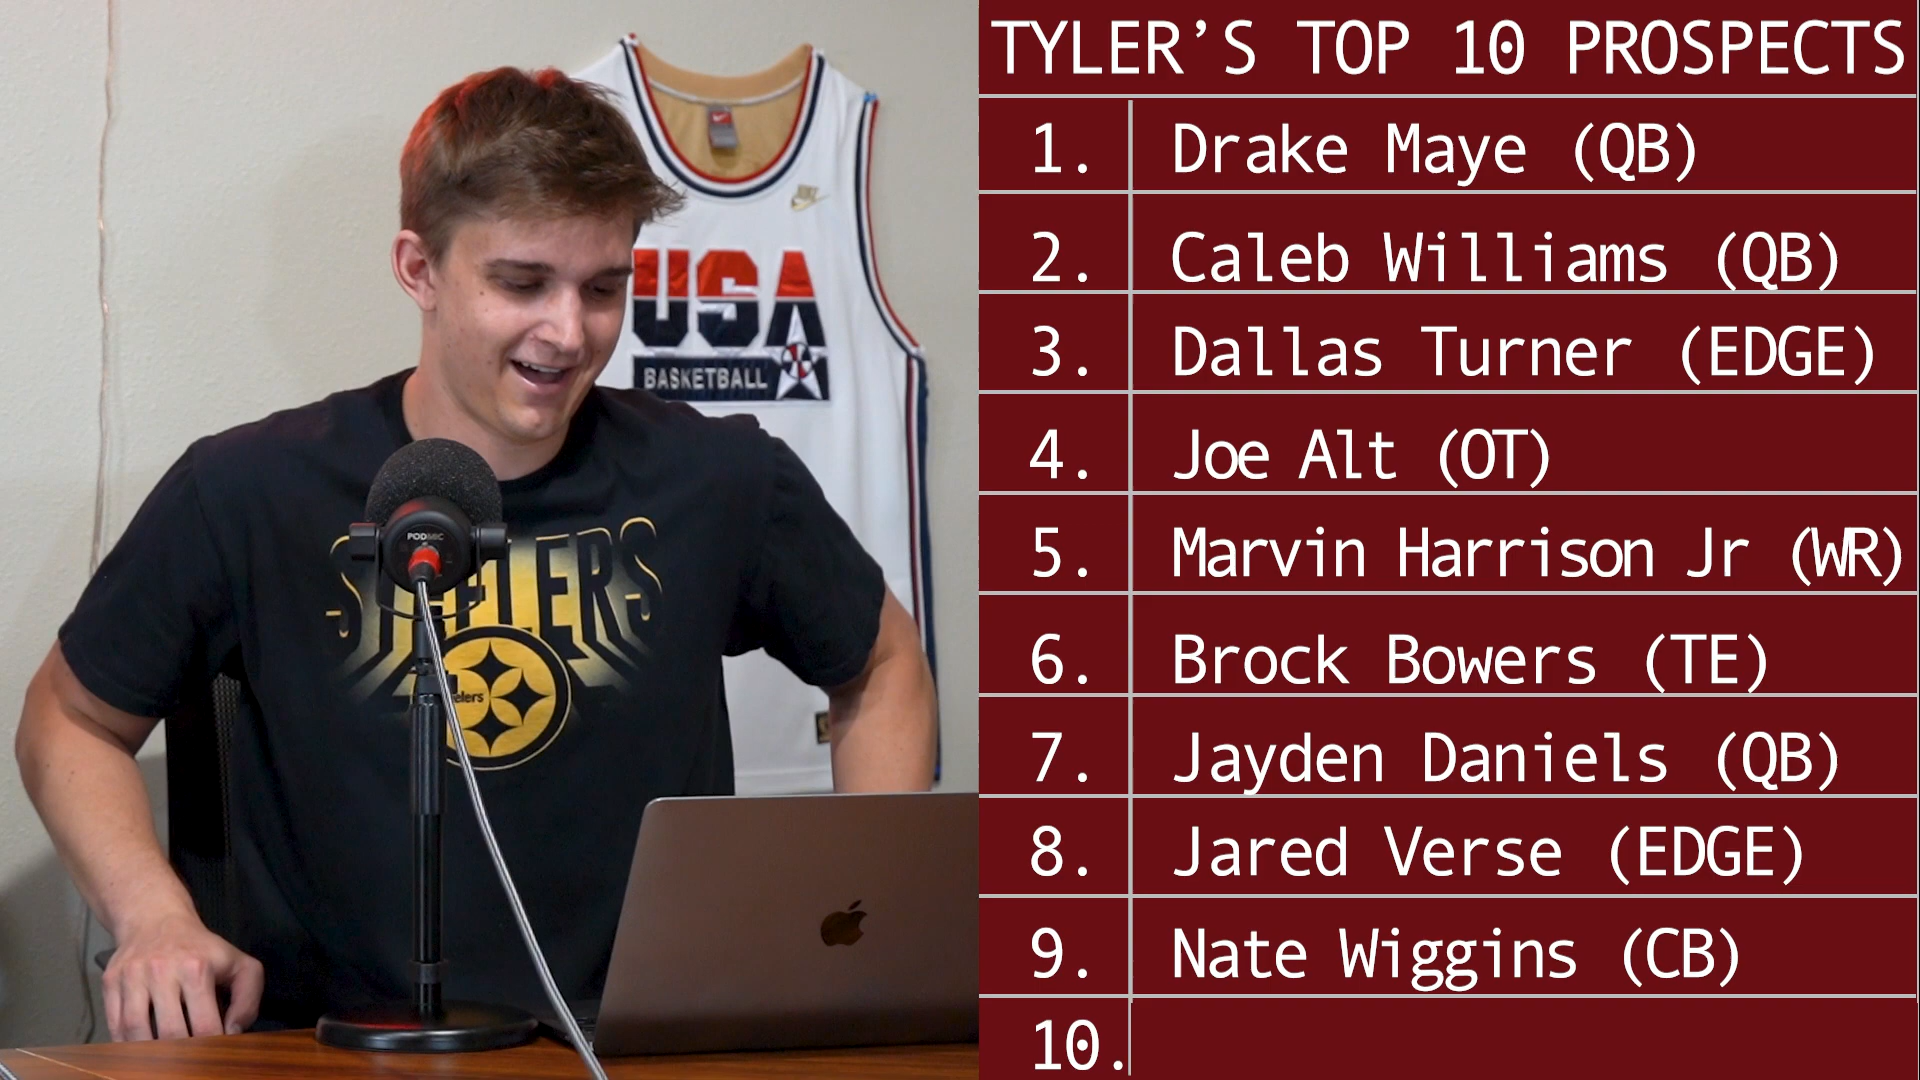 TYLER'S TOP 10 PROSPECTS
1. Drake Maye (QB)
2. Caleb Williams (QB)
3. Dallas Turner (EDGE)
4. Joe Alt (OT)
5. Marvin Harrison Jr (WR)
6. Brock Bowers (TE)
7. Jayden Daniels (QB)
8. Jared Verse (EDGE)
9. Nate Wiggins (CB)
10.
USA
BASKETBALL
PODMIC
STEELERS